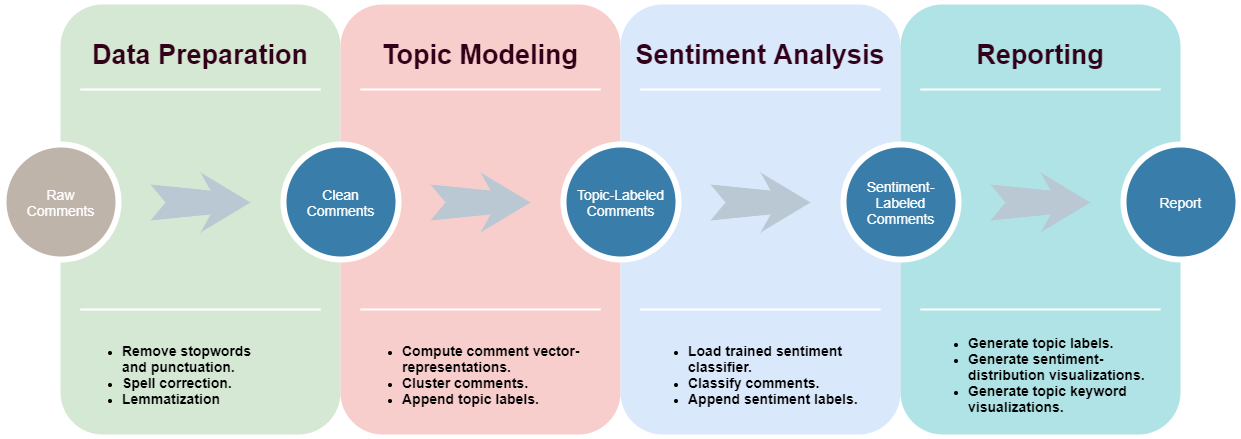 Data Preparation
Topic Modeling
Sentiment Analysis
Reporting
Raw
Comments
Clean
Comments
Topic-Labeled
Comments
Sentiment-
Labeled
Comments
Report
• Remove stopwords
and punctuation.
• Spell correction.
• Lemmatization
• Compute comment vector-
representations.
• Cluster comments.
• Append topic labels.
• Load trained sentiment
classifier.
• Classify comments.
• Append sentiment labels.
• Generate topic labels.
• Generate sentiment-
distribution visualizations.
• Generate topic keyword
visualizations.